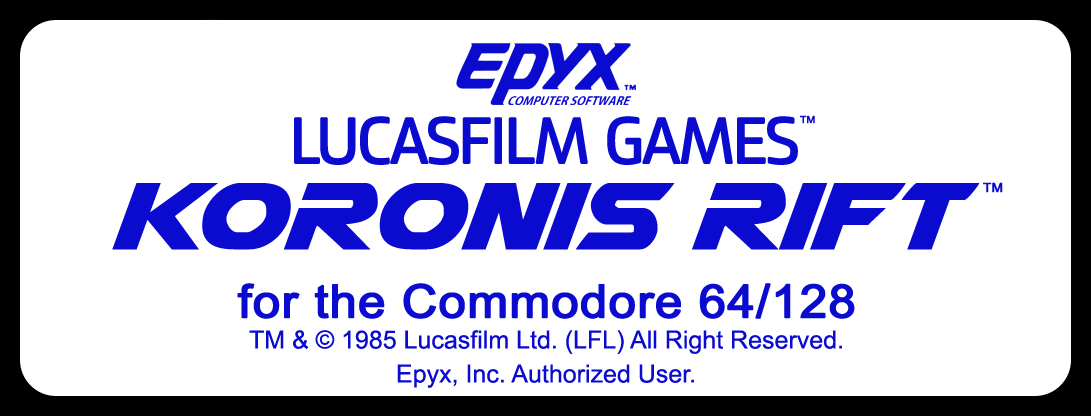 EPYX™
COMPUTER SOFTWARE
LUCASFILM GAMES™
KORONIS RIFT™
for the Commodore 64/128
TM & © 1985 Lucasfilm Ltd. (LFL) All Right Reserved.
Epyx, Inc. Authorized User.